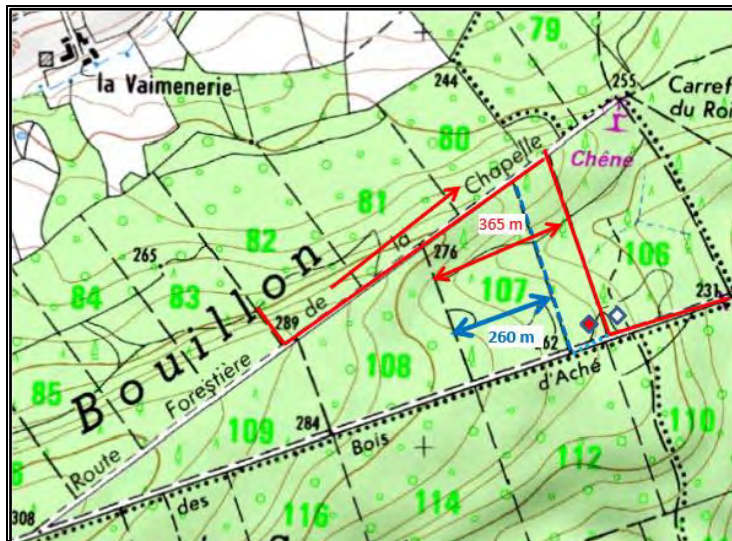 79
la Vaimenerie
244
255
Carref
du Roi
80
Chêne
Chapelle
81
la
365 m
276
82
265
106
83
84
107
231
de
289
260 m
85
Bouillon
108
62
d'Aché
Forestière
109
284
Bois
110
Route
112
des
114
308
116